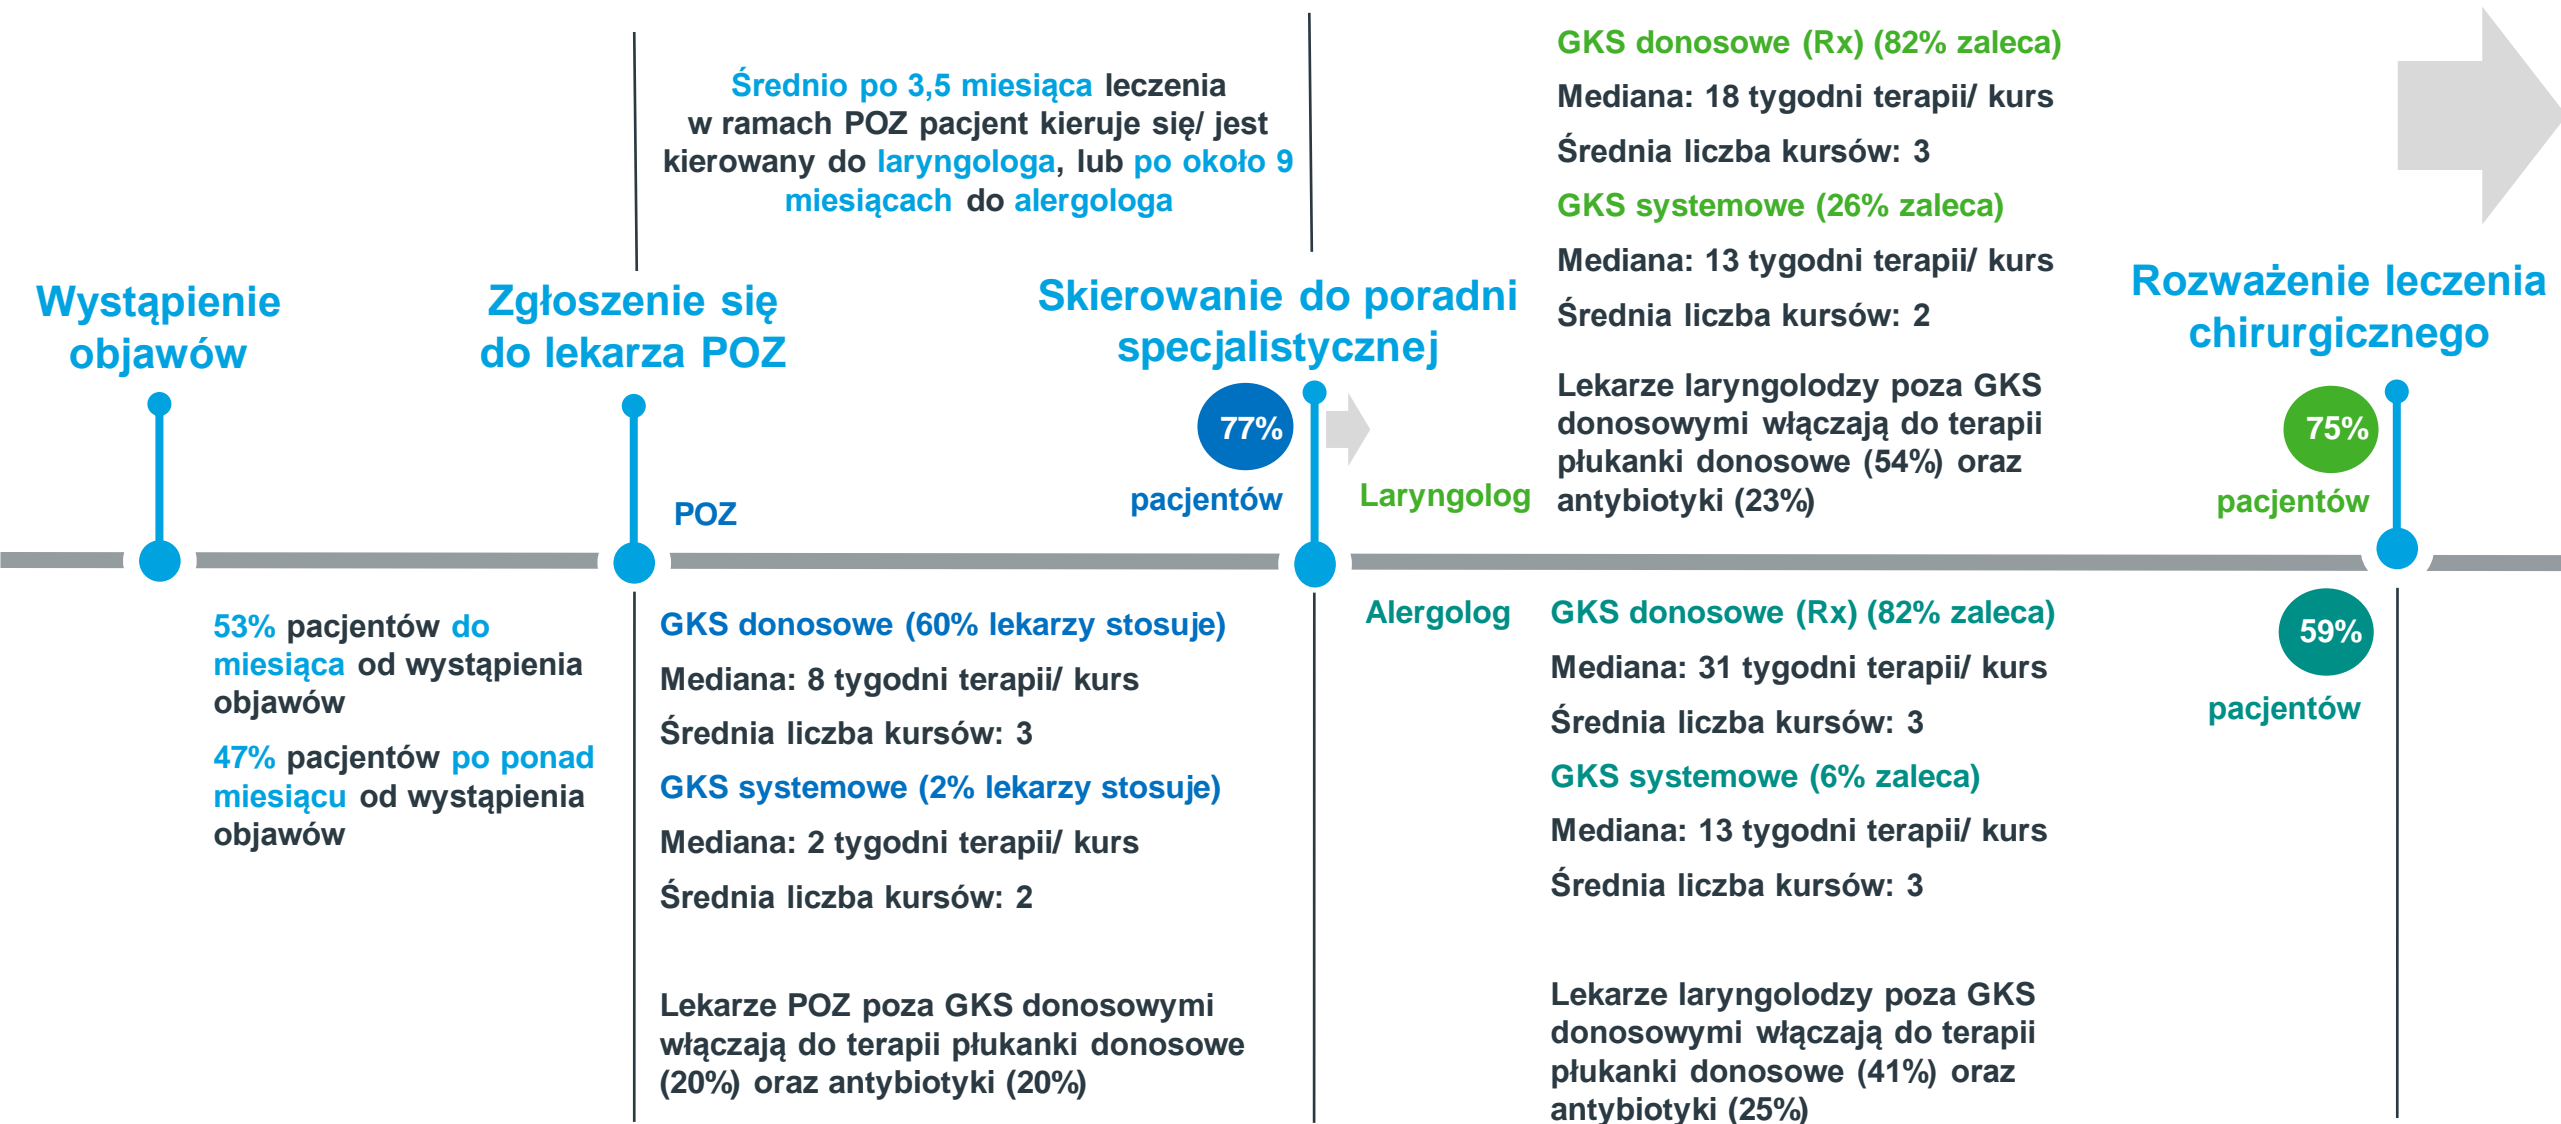 Wystąpienie
objawów
53% pacjentów do
miesiąca od wystąpienia
objawów
47% pacjentów po ponad
miesiącu od wystąpienia
objawów
Zgłoszenie się
do lekarza POZ
Średnio po 3,5 miesiąca leczenia
w ramach POZ pacjent kieruje się/ jest
kierowany do laryngologa, lub po około 9
miesiącach do alergologa
POZ
GKS donosowe (60% lekarzy stosuje)
Mediana: 8 tygodni terapii/ kurs
Średnia liczba kursów: 3
GKS systemowe (2% lekarzy stosuje)
Mediana: 2 tygodni terapii/ kurs
Średnia liczba kursów: 2
Lekarze POZ poza GKS donosowymi
włączają do terapii płukanki donosowe
(20%) oraz antybiotyki (20%)
Skierowanie do poradni
specjalistycznej
77%
pacjentów
Laryngolog
GKS donosowe (Rx) (82% zaleca)
Mediana: 18 tygodni terapii/ kurs
Średnia liczba kursów: 3
GKS systemowe (26% zaleca)
Mediana: 13 tygodni terapii/ kurs
Średnia liczba kursów: 2
Lekarze laryngolodzy poza GKS
donosowymi włączają do terapii
płukanki donosowe (54%) oraz
antybiotyki (23%)
Alergolog
GKS donosowe (Rx) (82% zaleca)
Mediana: 31 tygodni terapii/ kurs
Średnia liczba kursów: 3
GKS systemowe (6% zaleca)
Mediana: 13 tygodni terapii/ kurs
Średnia liczba kursów: 3
Lekarze laryngolodzy poza GKS
donosowymi włączają do terapii
płukanki donosowe (41%) oraz
antybiotyki (25%)
Rozważenie leczenia
chirurgicznego
75%
pacjentów
59%
pacjentów